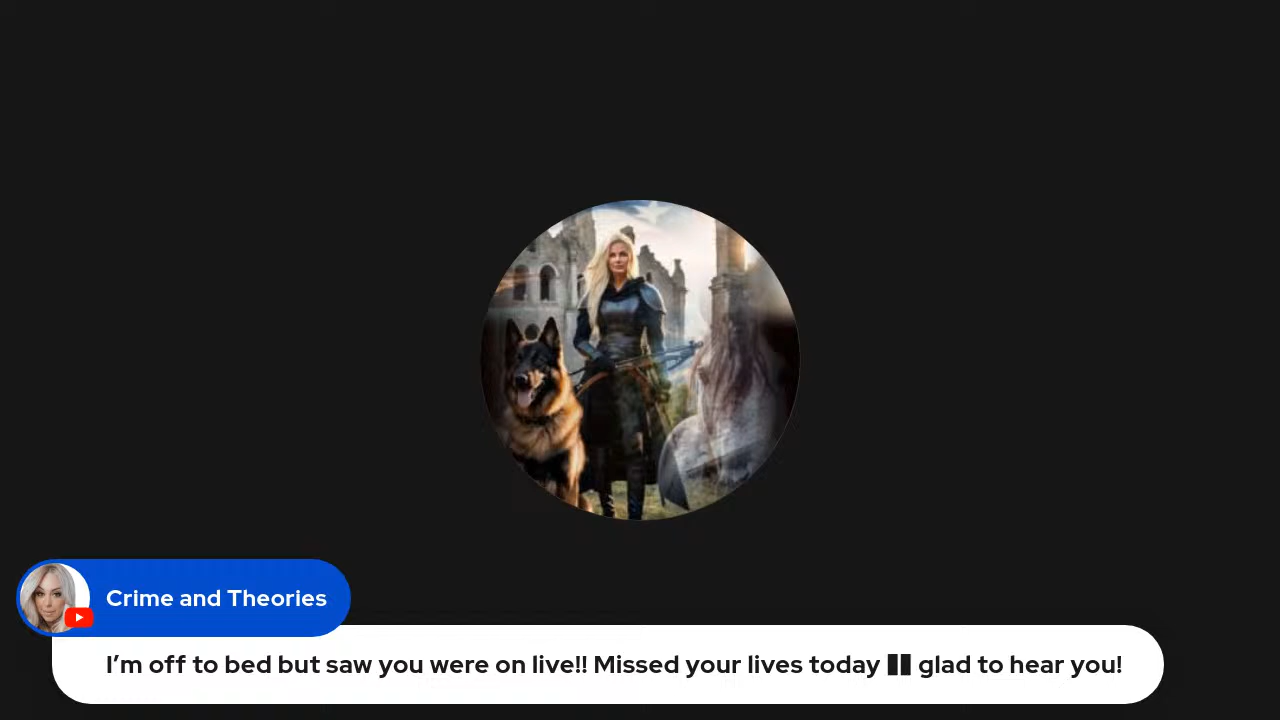 Crime and Theories
I’m off to bed but saw you were on live!! Missed your lives today ▮▮ glad to hear you!